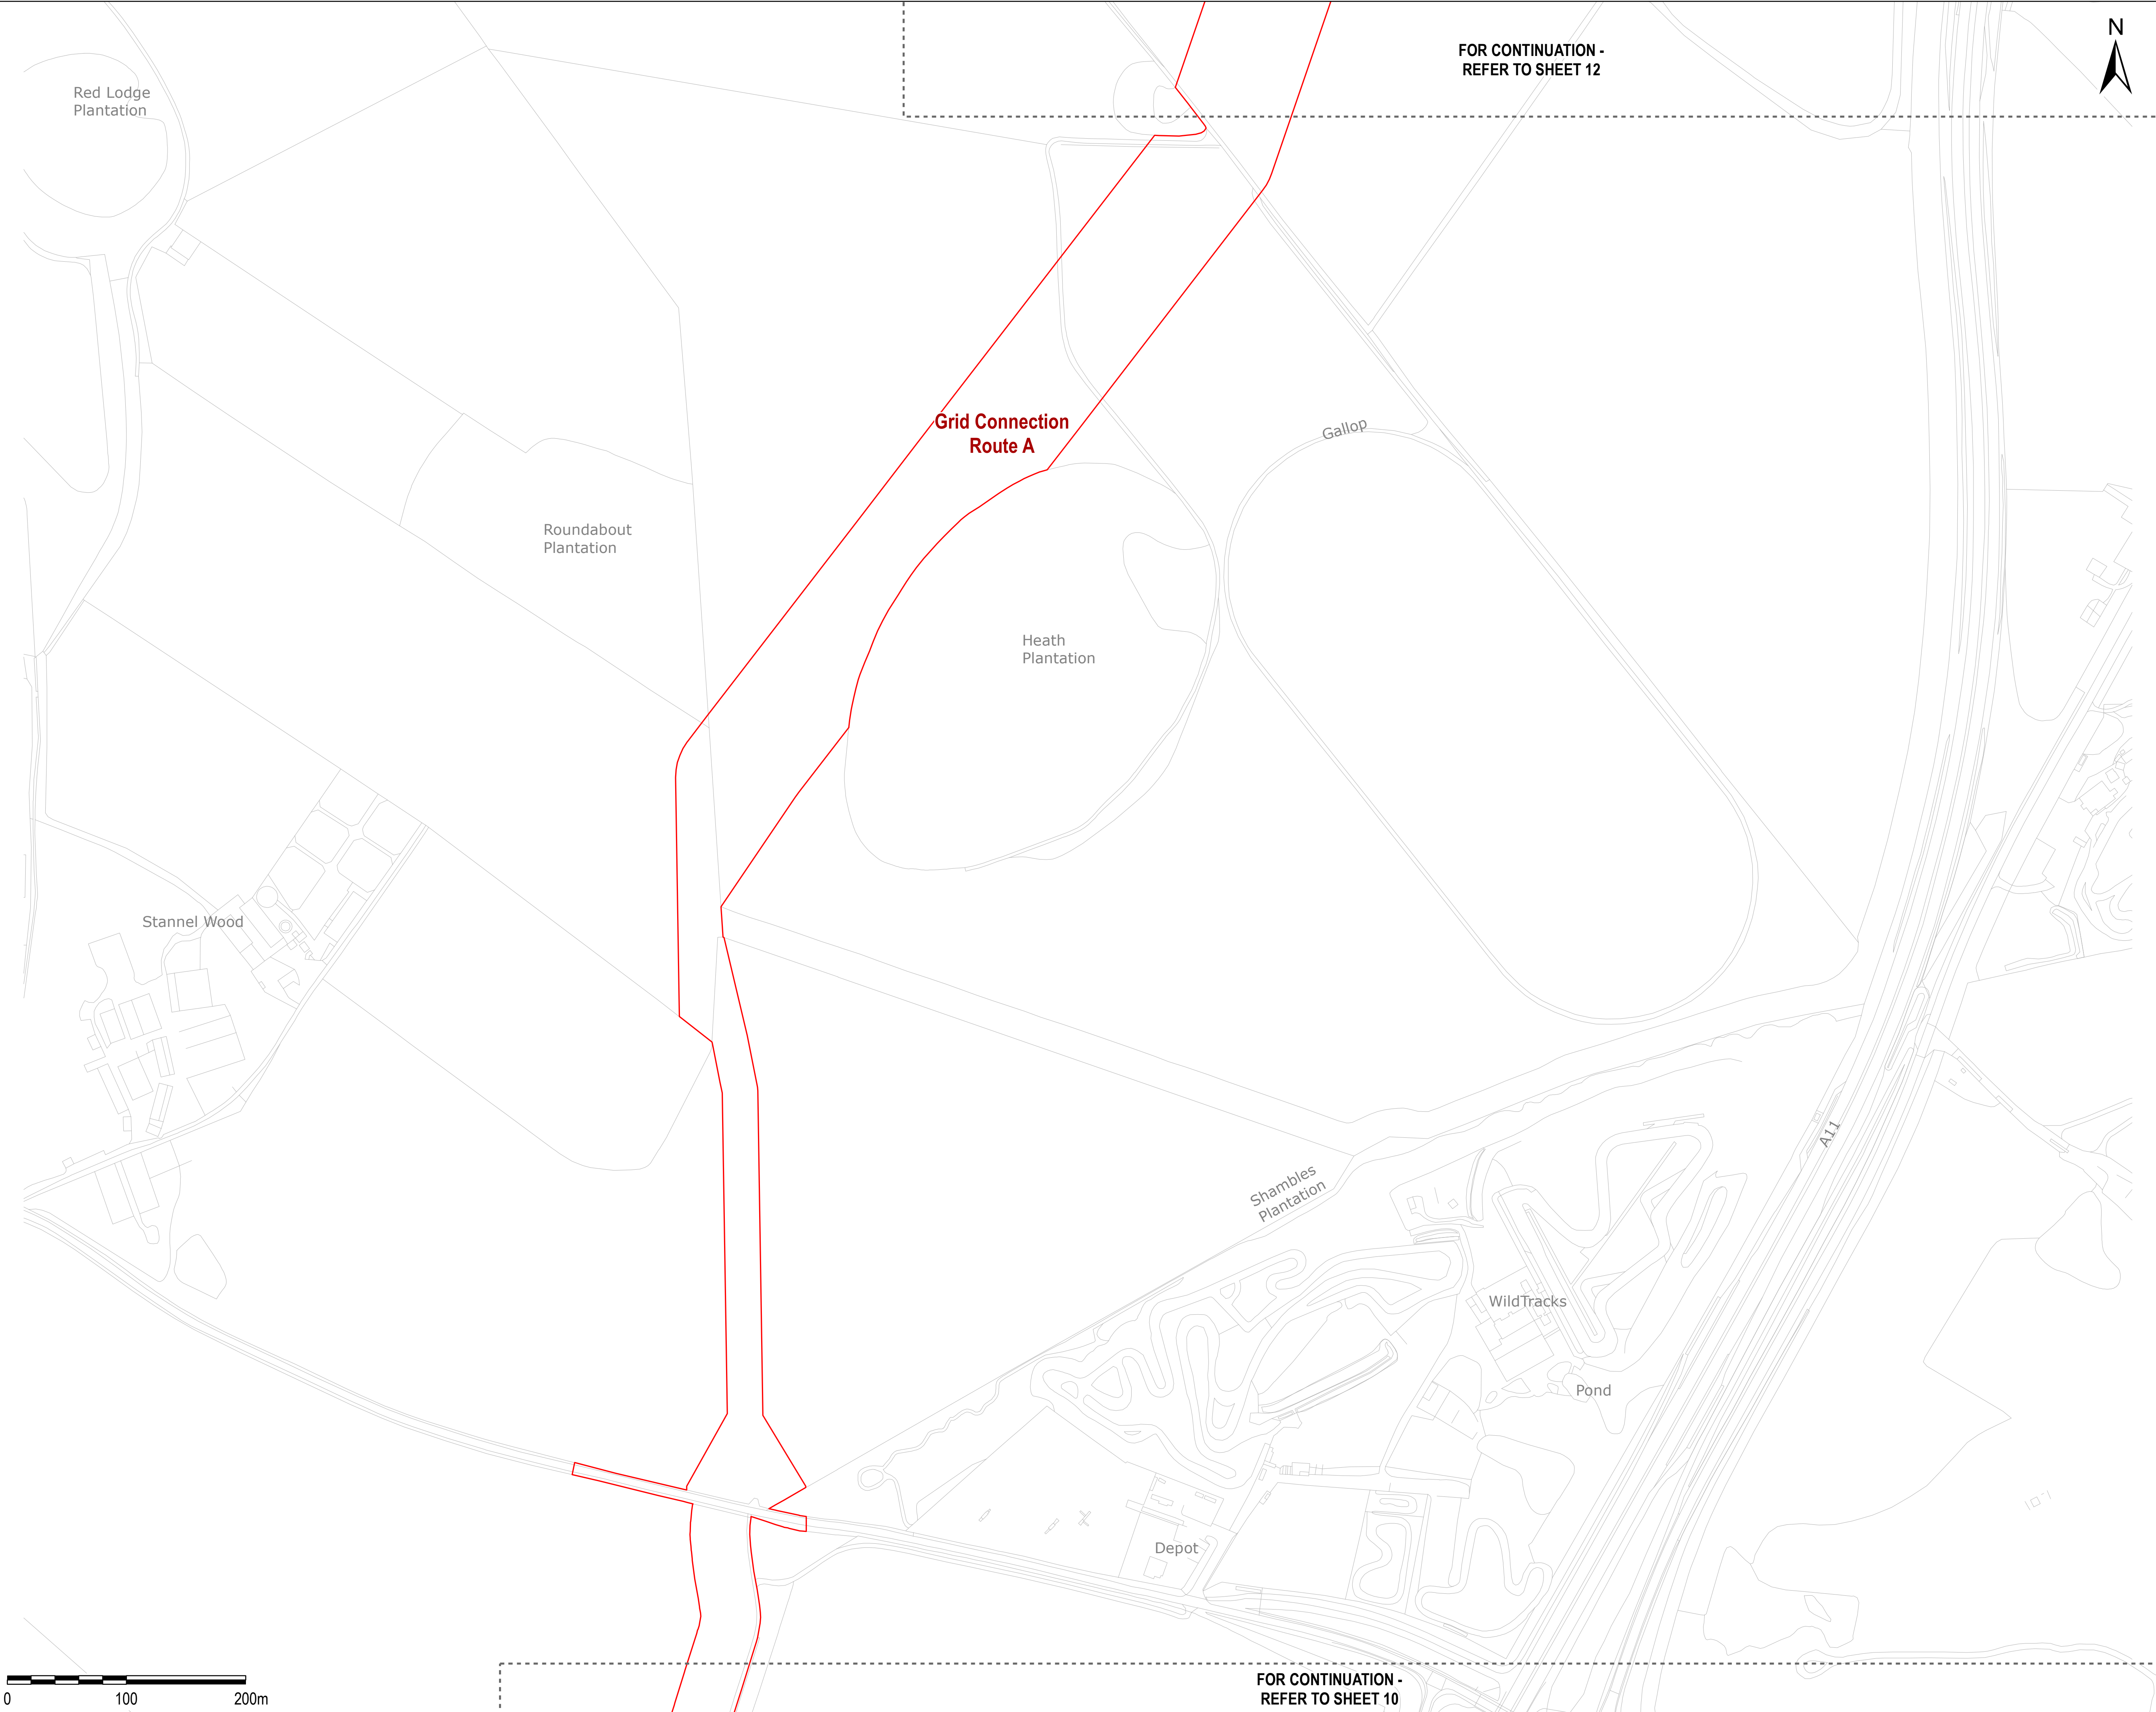 N
FOR CONTINUATION -
REFER TO SHEET 12
Red Lodge
Plantation
Grid Connection
Route A
Gallop
Roundabout
Plantation
Heath
Plantation
Stannel Wood
A11
Shambles
Plantation
WildTracks
Pond
Depot
FOR CONTINUATION -
REFER TO SHEET 10
0 100 200m